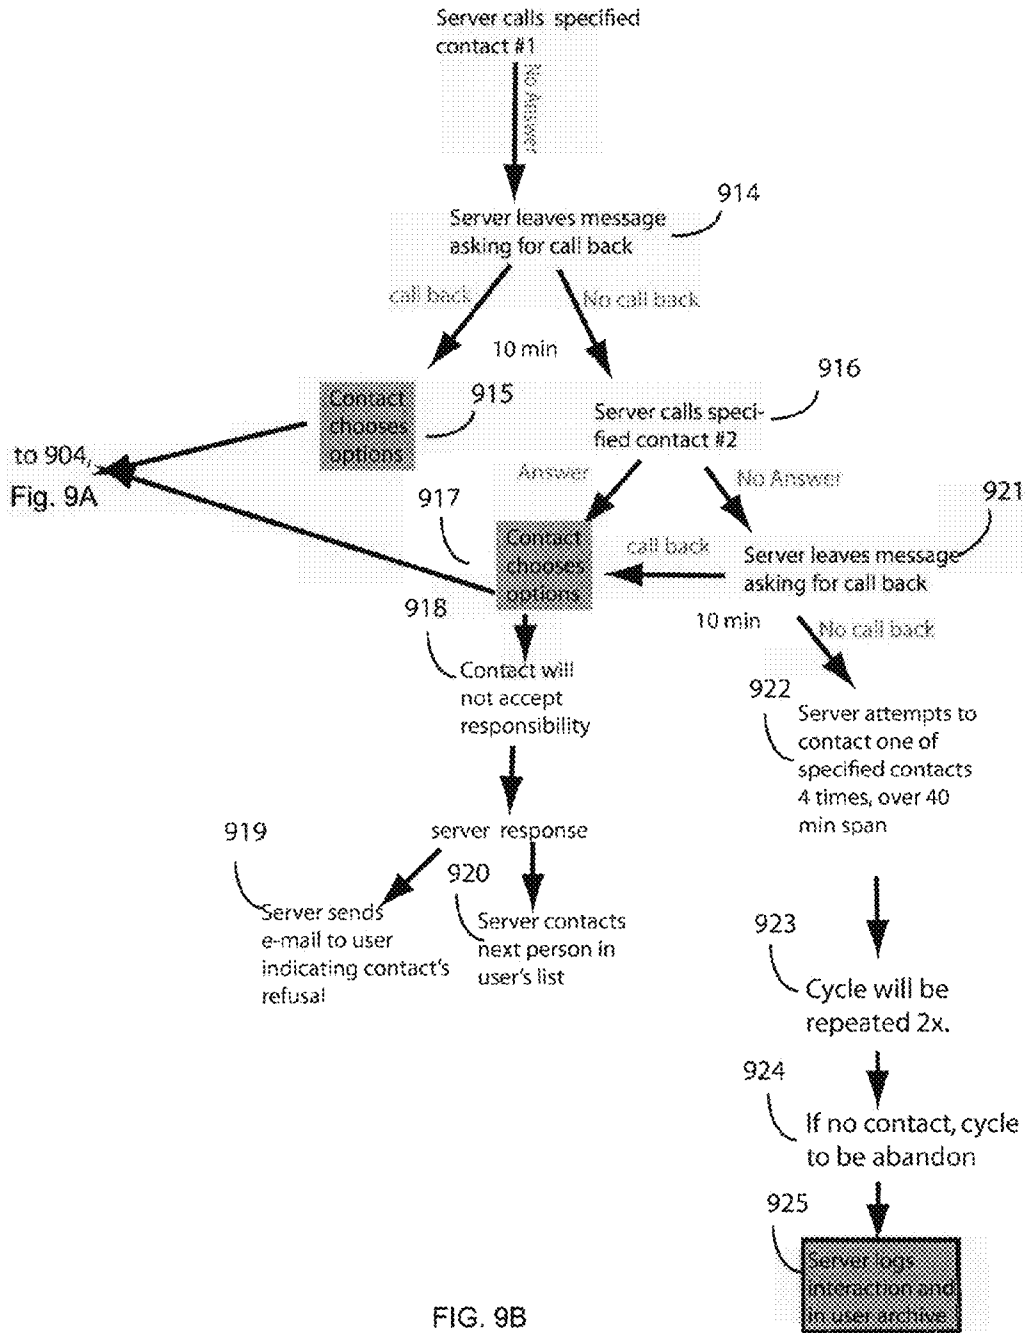 Server calls specified
contact #1
No Answer
914
Server leaves message
asking for call back
call back
No call back
10 min
915
916
Contact
chooses
options
Server calls speci-
fied contact #2
to 904,
Fig. 9A
Answer
No Answer
917
921
Contact
chooses
options
call back
Server leaves message
asking for call back
918
10 min
No call back
Contact will
not accept
responsibility
922
Server attempts to
contact one of
specified contacts
4 times, over 40
min span
919
server response
920
Server sends
e-mail to user
indicating contact's
refusal
Server contacts
next person in
user's list
923
Cycle will be
repeated 2x.
924
If no contact, cycle
to be abandon
925
Server logs
interaction and
in user archive
FIG. 9B